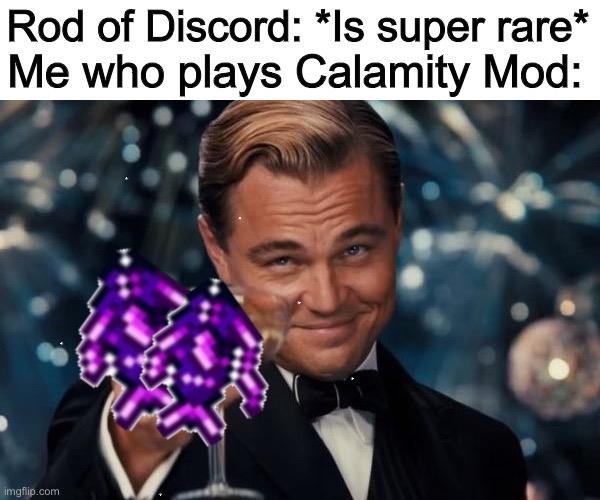 Rod of Discord: *Is super rare*
Me who plays Calamity Mod:
imgflip.com